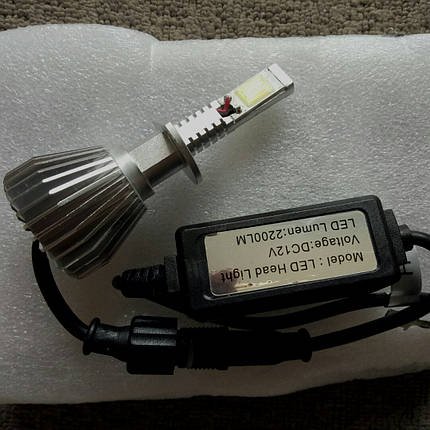 Model : LED Head Light
Voltage:DC12V
LED Lumen:2200LM